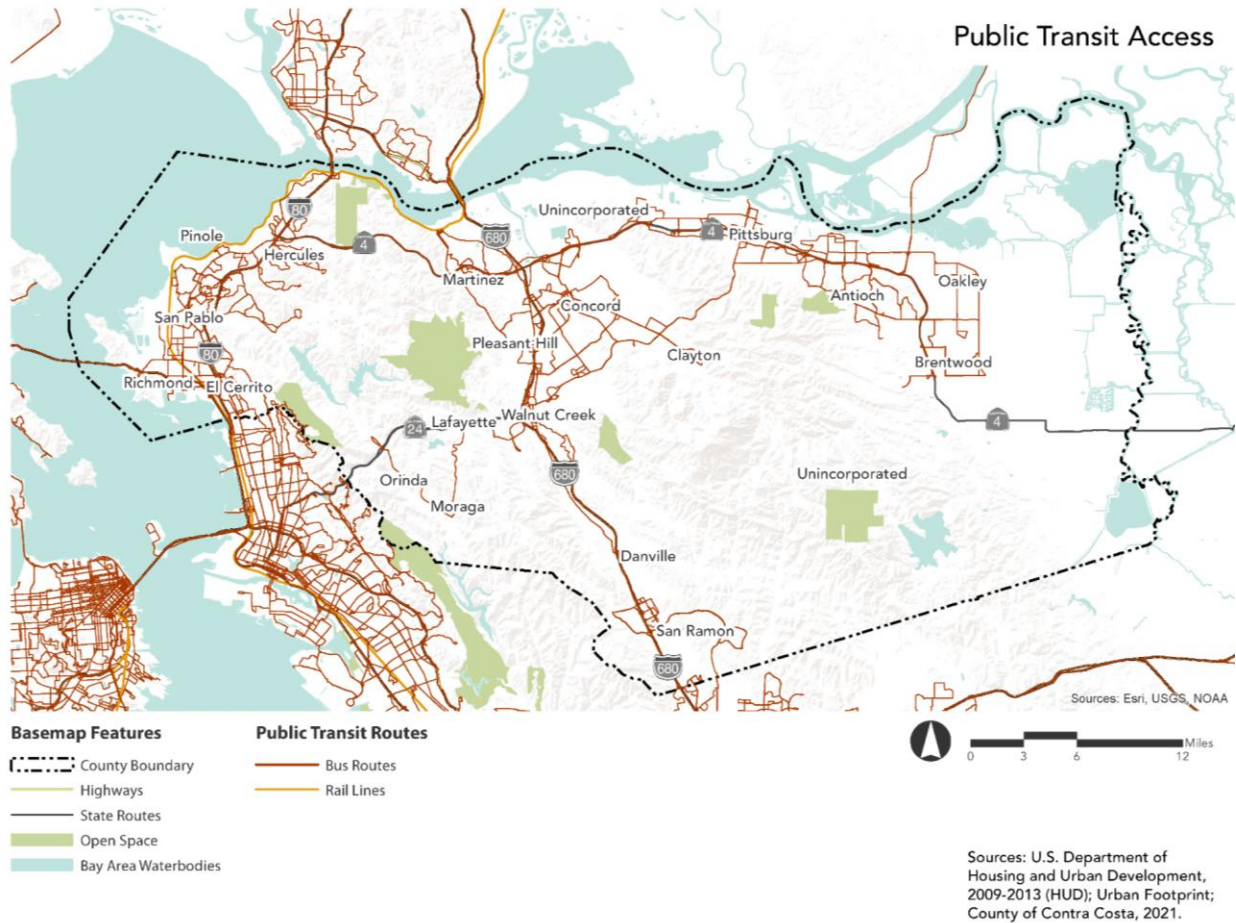 Public Transit Access
Unincorporated
80
Pinole
680
4
Pittsburg
Hercules
4
Martinez
Oakley
Antioch
Concord
San Pablo
Pleasant Hill
80
Clayton
Brentwood
Richmond
El Cerrito
Walnut Creek
Lafayette
24
4
680
Unincorporated
Orinda
Moraga
Danville
San Ramon
680
Sources: Esri, USGS, NOAA
Basemap Features
County Boundary
Highways
State Routes
Open Space
Bay Area Waterbodies
Public Transit Routes
Bus Routes
Rail Lines
Miles
0 3 6 12
Sources: U.S. Department of
Housing and Urban Development,
2009-2013 (HUD); Urban Footprint;
County of Contra Costa, 2021.